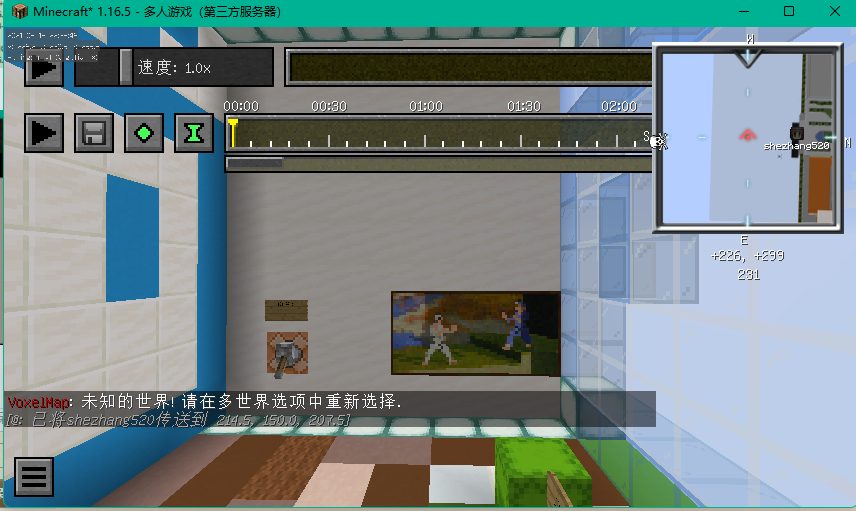 Minecraft* 1.16.5 - 多人游戏（第三方服务器）
速度: 1.0x
00:00 00:30 01:00 01:30 02:00
W
S
N
shezhang520
E
+226, +299
231
VoxelMap: 未知的世界! 请在多世界选项中重新选择.
[@: 已将shezhang520传送到 214.5, 150.0, 207.5]